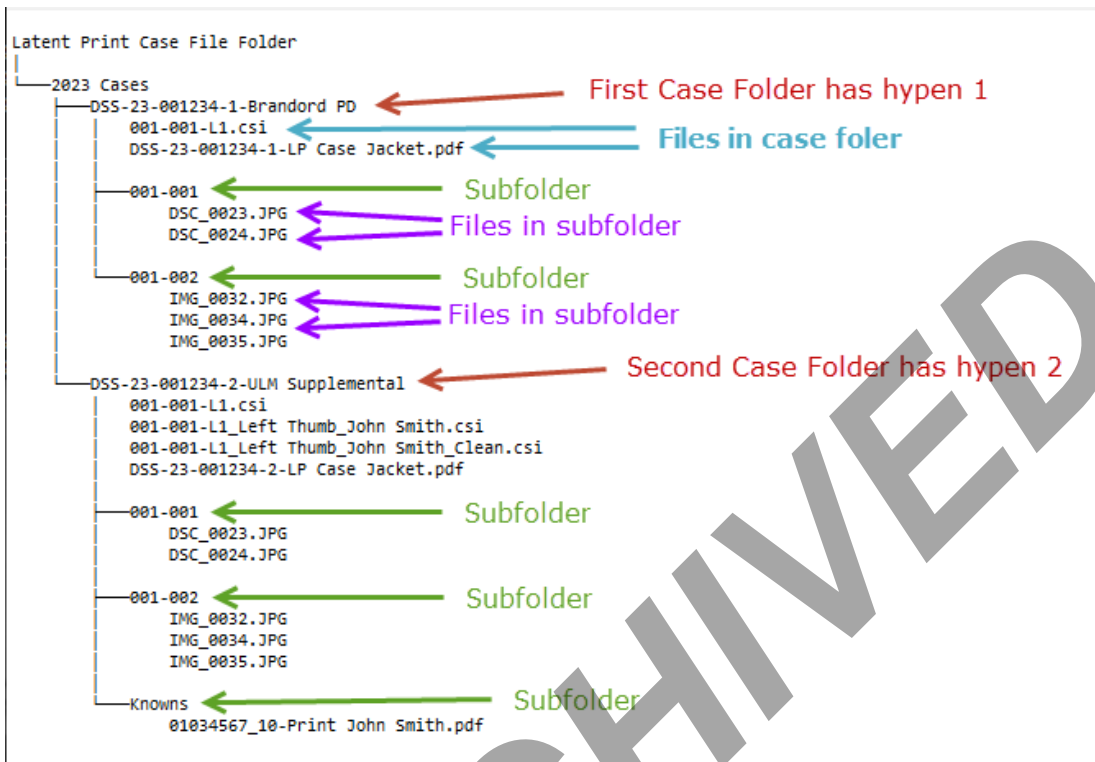 Latent Print Case File Folder
2023 Cases
DSS-23-001234-1-Brandord PD First Case Folder has hypen 1
001-001-L1.csi Files in case foler
DSS-23-001234-1-LP Case Jacket.pdf
001-001 Subfolder
DSC_0023.JPG
DSC_0024.JPG Files in subfolder
001-002 Subfolder
IMG_0032.JPG
IMG_0034.JPG Files in subfolder
IMG_0035.JPG
DSS-23-001234-2-ULM Supplemental Second Case Folder has hypen 2
001-001-L1.csi
001-001-L1_Left Thumb_John Smith.csi
001-001-L1_Left Thumb_John Smith_Clean.csi
DSS-23-001234-2-LP Case Jacket.pdf
001-001 Subfolder
DSC_0023.JPG
DSC_0024.JPG
001-002 Subfolder
IMG_0032.JPG
IMG_0034.JPG
IMG_0035.JPG
Knowns Subfolder
01034567_10-Print John Smith.pdf